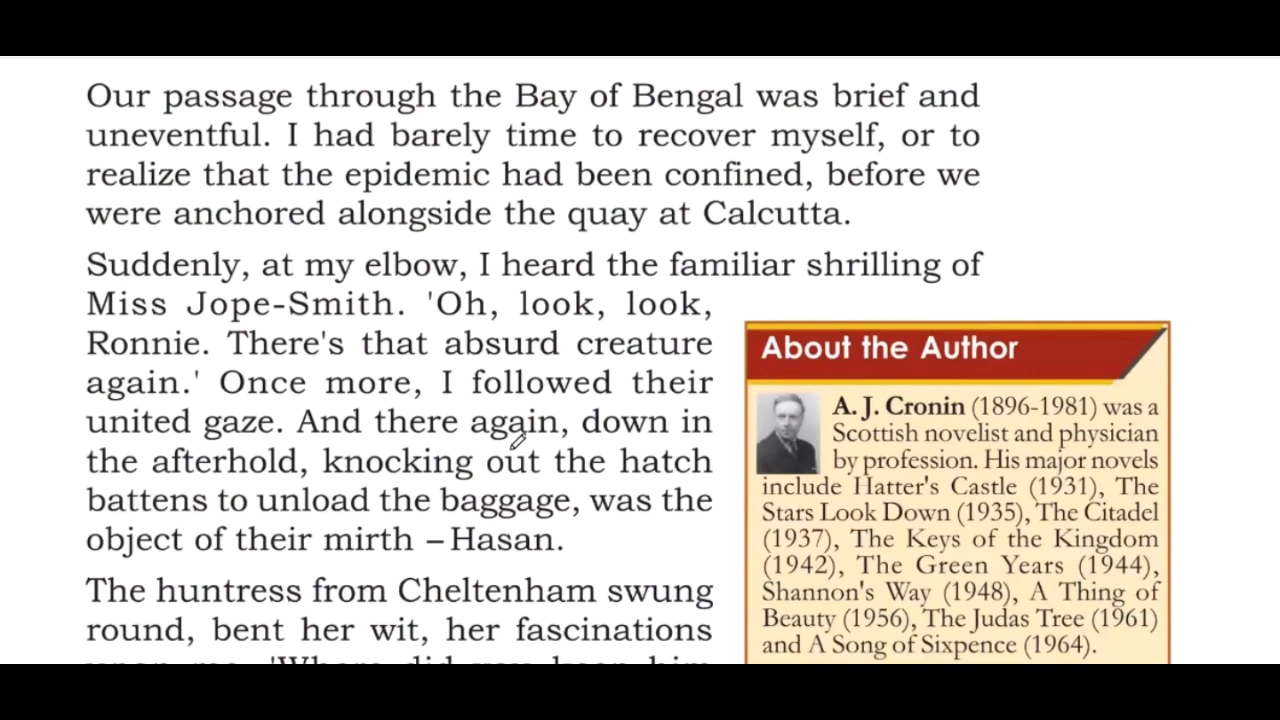 Our passage through the Bay of Bengal was brief and
uneventful. I had barely time to recover myself, or to
realize that the epidemic had been confined, before we
were anchored alongside the quay at Calcutta.
Suddenly, at my elbow, I heard the familiar shrilling of
Miss Jope-Smith. 'Oh, look, look,
Ronnie. There's that absurd creature
again.' Once more, I followed their
united gaze. And there again, down in
the afterhold, knocking out the hatch
battens to unload the baggage, was the
object of their mirth – Hasan.
The huntress from Cheltenham swung
round, bent her wit, her fascinations
About the Author
A. J. Cronin (1896-1981) was a
Scottish novelist and physician
by profession. His major novels
include Hatter's Castle (1931), The
Stars Look Down (1935), The Citadel
(1937), The Keys of the Kingdom
(1942), The Green Years (1944),
Shannon's Way (1948), A Thing of
Beauty (1956), The Judas Tree (1961)
and A Song of Sixpence (1964).